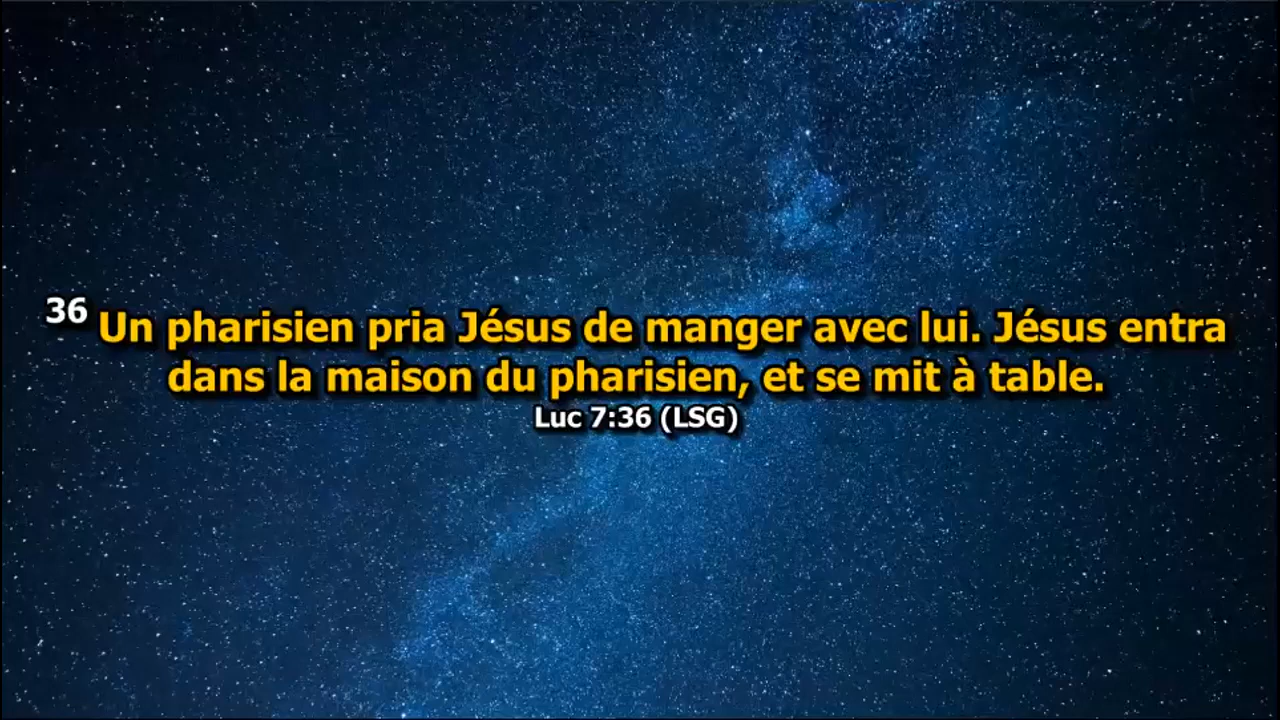 36 Un pharisien pria Jésus de manger avec lui. Jésus entra
dans la maison du pharisien, et se mit à table.
Luc 7:36 (LSG)